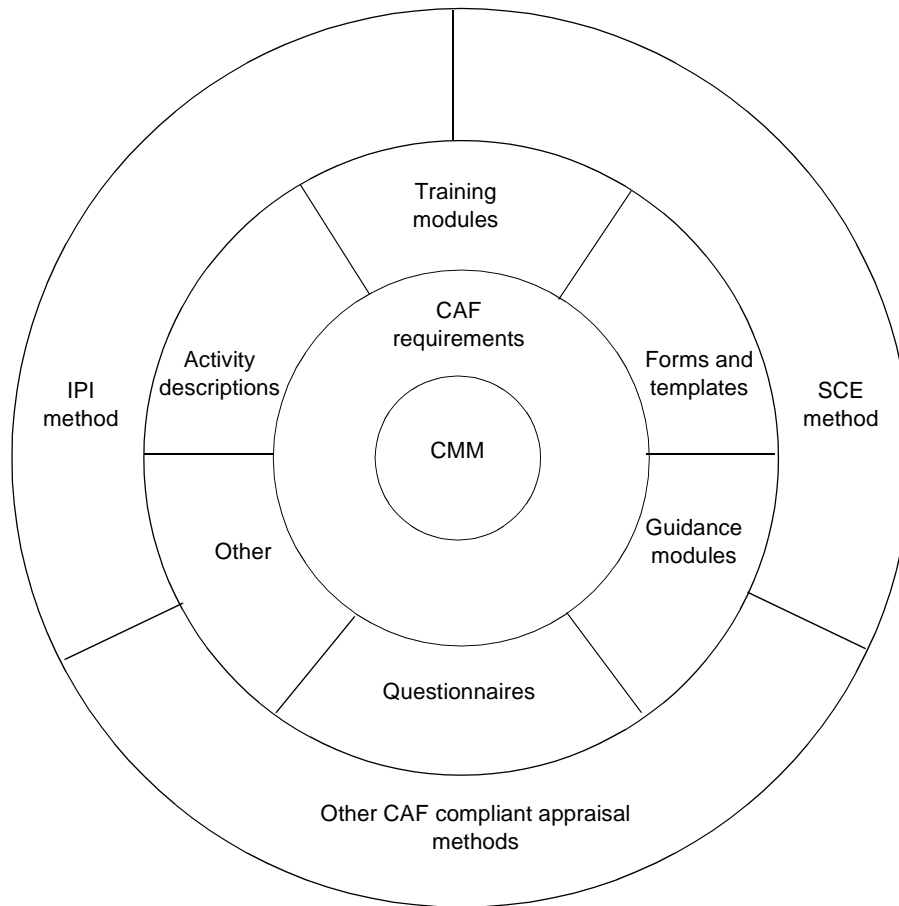 Training
modules
CAF
requirements
Activity
descriptions
Forms and
templates
IPI
method
SCE
method
CMM
Other
Guidance
modules
Questionnaires
Other CAF compliant appraisal
methods